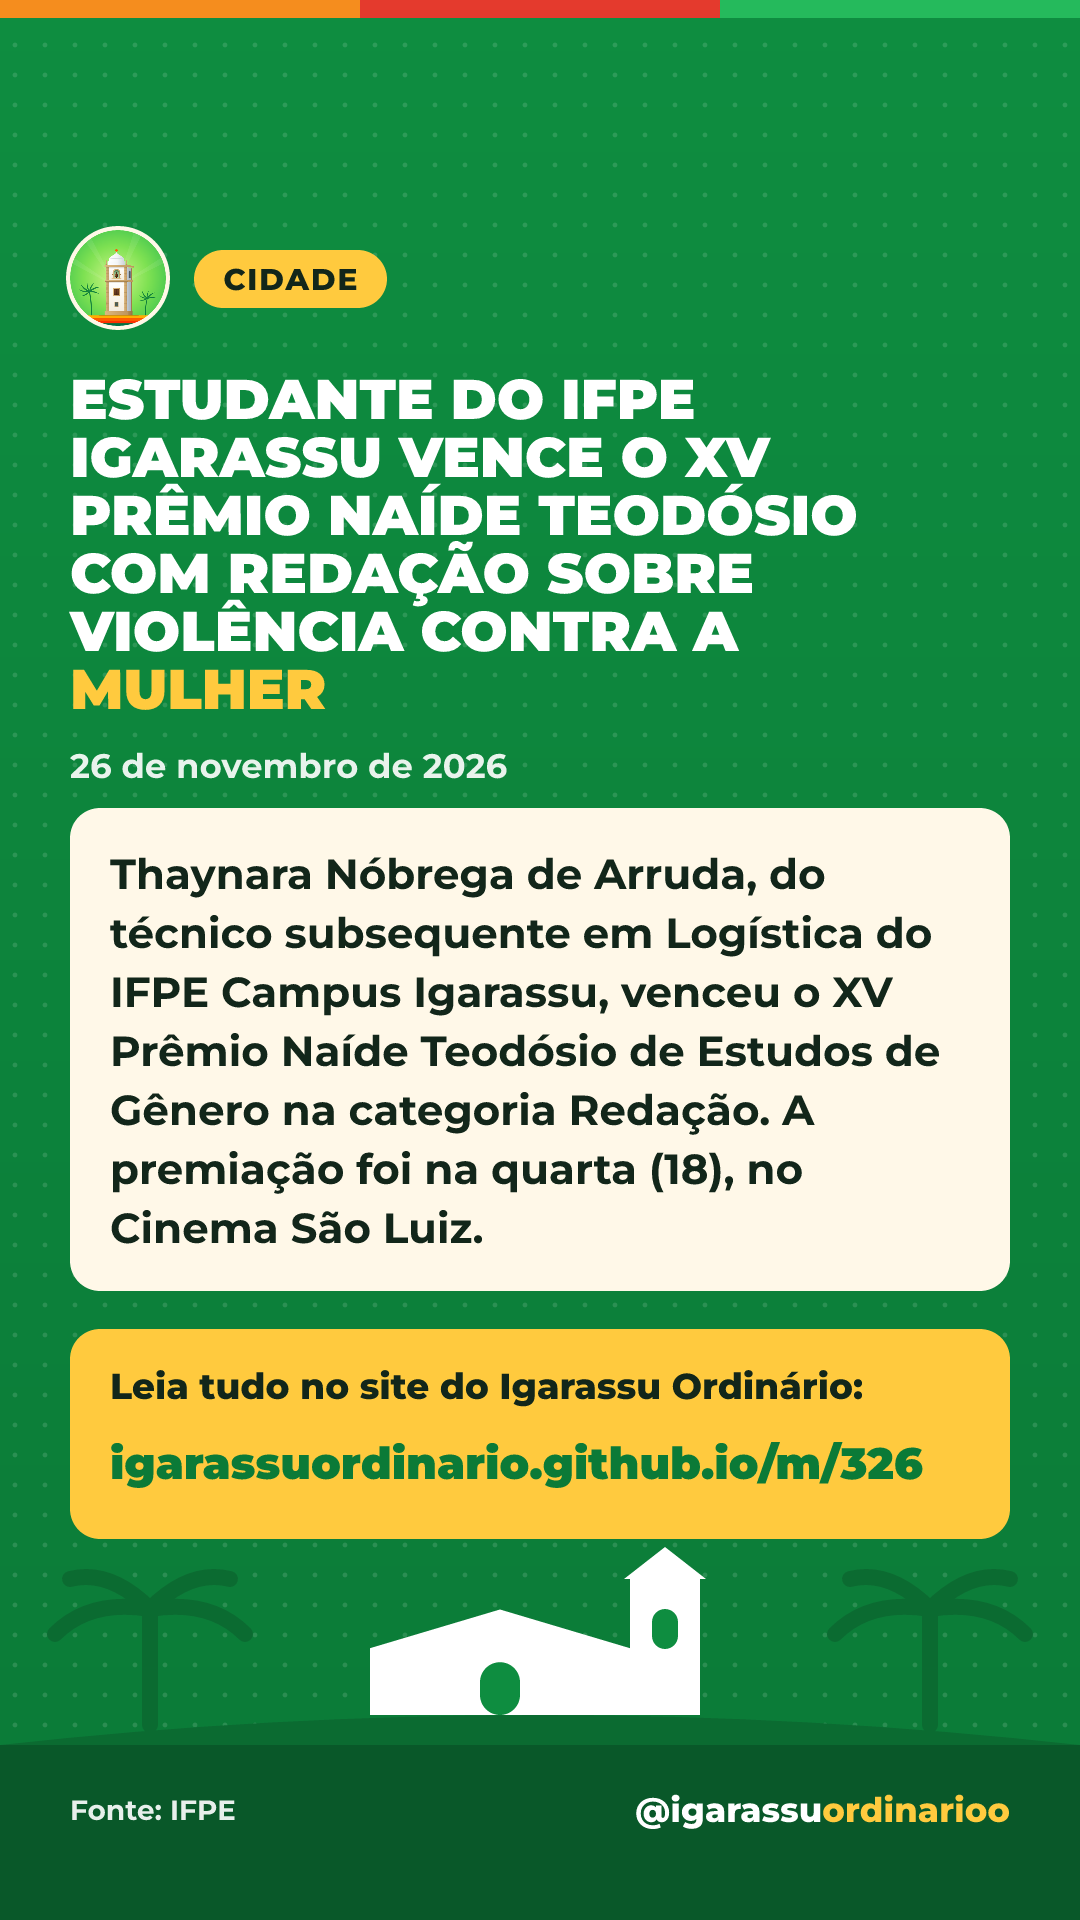 CIDADE
ESTUDANTE DO IFPE
IGARASSU VENCE O XV
PRÊMIO NAÍDE TEODÓSIO
COM REDAÇÃO SOBRE
VIOLÊNCIA CONTRA A
MULHER
26 de novembro de 2026
Thaynara Nóbrega de Arruda, do
técnico subsequente em Logística do
IFPE Campus Igarassu, venceu o XV
Prêmio Naíde Teodósio de Estudos de
Gênero na categoria Redação. A
premiação foi na quarta (18), no
Cinema São Luiz.
Leia tudo no site do Igarassu Ordinário:
igarassuordinario.github.io/m/326
Fonte: IFPE
@igarassuordinarioo